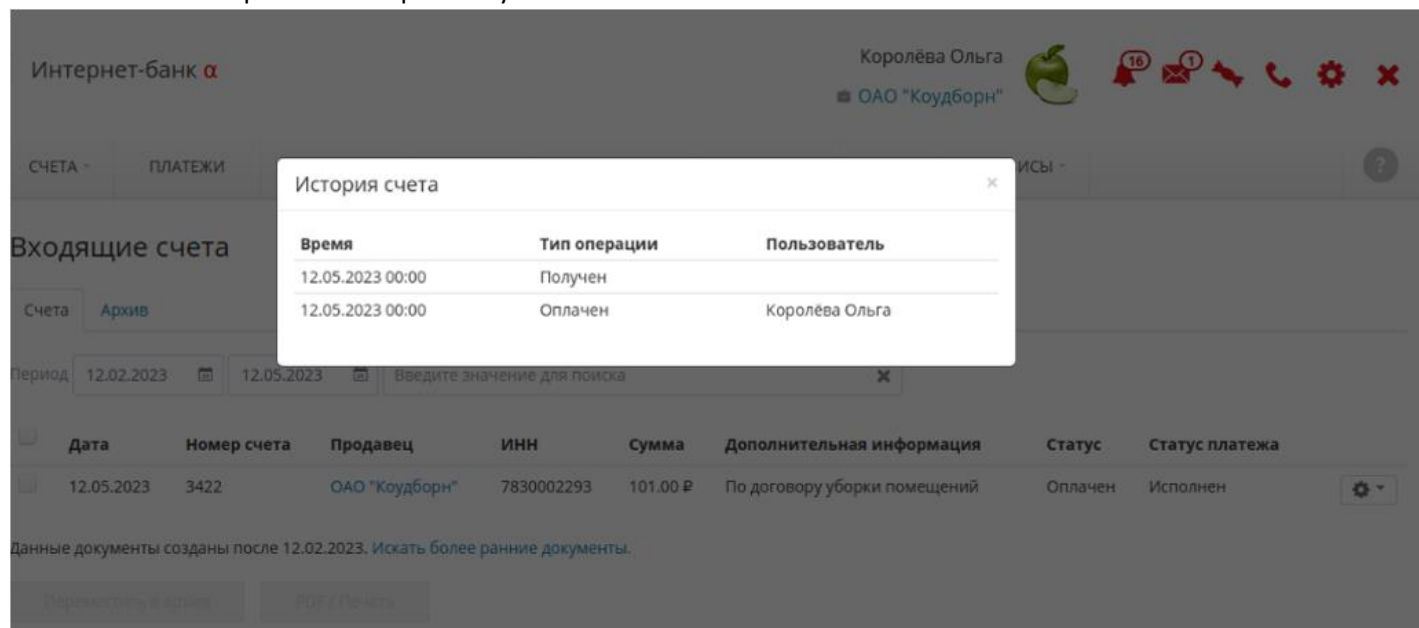 Интернет-банк α
Королёва Ольга
ОАО "Коудборн"
16
1
СЧЕТА
ПЛАТЕЖИ
ИСЫ
?
История счета
×
Время Тип операции Пользователь
12.05.2023 00:00 Получен
12.05.2023 00:00 Оплачен Королёва Ольга
Входящие счета
Счета Архив
Период 12.02.2023 12.05.2023 Введите значение для поиска
Дата Номер счета Продавец ИНН Сумма Дополнительная информация Статус Статус платежа
12.05.2023 3422 ОАО "Коудборн" 7830002293 101.00 ₽ По договору уборки помещений Оплачен Исполнен
Данные документы созданы после 12.02.2023. Искать более ранние документы.
Переместить в архив PDF / Печать